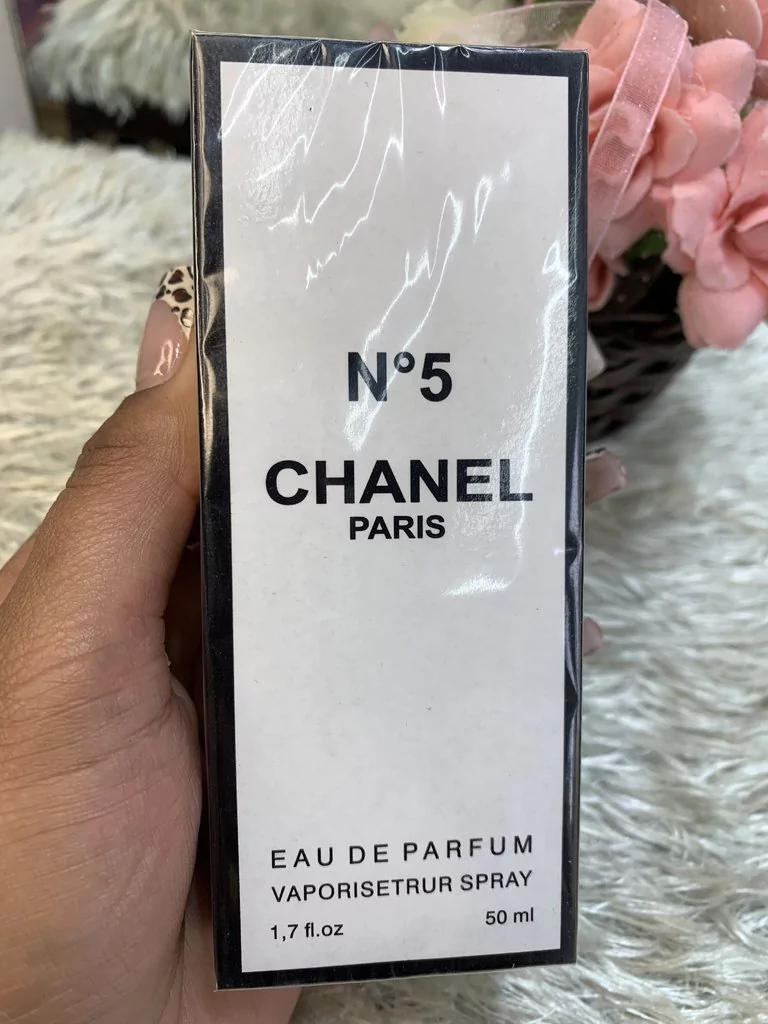 N°5
CHANEL
PARIS
EAU DE PARFUM
VAPORISETRUR SPRAY
1,7 fl.oz 50 ml